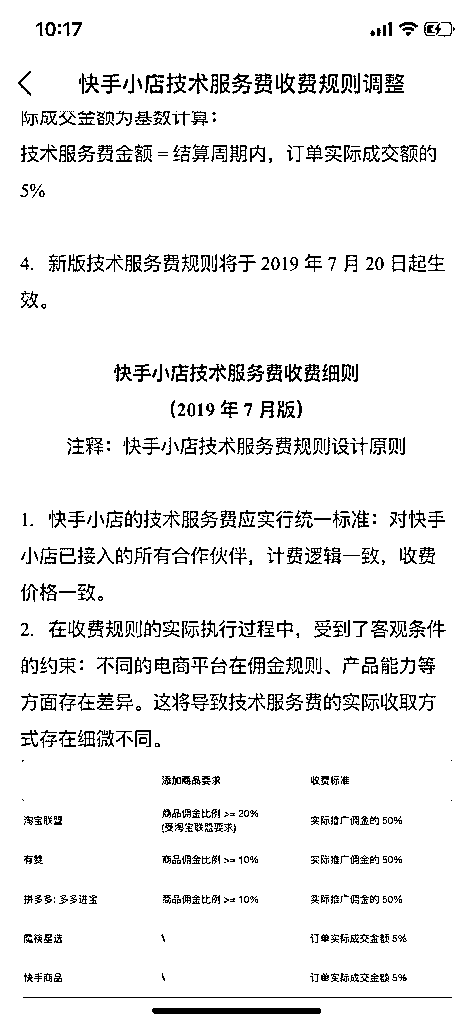 10:17
快手小店技术服务费收费规则调整
际成交金额为基数计算：
技术服务费金额 = 结算周期内，订单实际成交额的
5%
4. 新版技术服务费规则将于 2019 年 7 月 20 日起生
效。
快手小店技术服务费收费细则
（2019 年 7 月版）
注释：快手小店技术服务费规则设计原则
1. 快手小店的技术服务费应实行统一标准：对快手
小店已接入的所有合作伙伴，计费逻辑一致，收费
价格一致。
2. 在收费规则的实际执行过程中，受到了客观条件
的约束：不同的电商平台在佣金规则、产品能力等
方面存在差异。这将导致技术服务费的实际收取方
式存在细微不同。
添加商品要求 收费标准
淘宝联盟 商品佣金比例 >= 20% 实际推广佣金的 50%
(受淘宝联盟要求)
有赞 商品佣金比例 >= 10% 实际推广佣金的 50%
拼多多: 多多进宝 商品佣金比例 >= 10% 实际推广佣金的 50%
魔筷星选 \ 订单实际成交金额 5%
快手商品 \ 订单实际成交金额 5%